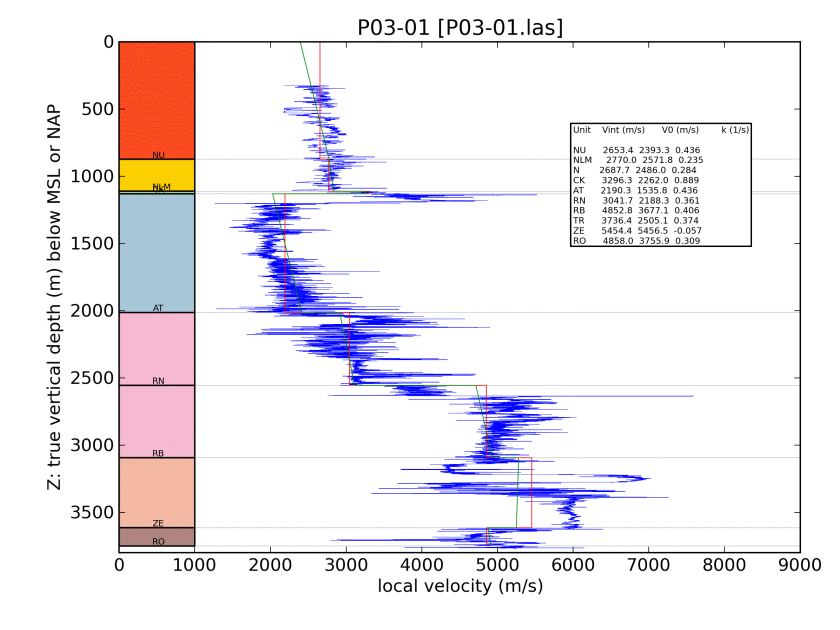 P03-01 [P03-01.las]
0
500
1000
1500
2000
2500
3000
3500
Z: true vertical depth (m) below MSL or NAP
NU
NLM
AT
RN
RB
ZE
RO
Unit Vint (m/s) V0 (m/s) k (1/s)
NU 2653.4 2393.3 0.436
NLM 2770.0 2571.8 0.235
N 2687.7 2486.0 0.284
CK 3296.3 2262.0 0.889
AT 2190.3 1535.8 0.436
RN 3041.7 2188.3 0.361
RB 4852.8 3677.1 0.406
TR 3736.4 2505.1 0.374
ZE 5454.4 5456.5 -0.057
RO 4858.0 3755.9 0.309
0 1000 2000 3000 4000 5000 6000 7000 8000 9000
local velocity (m/s)